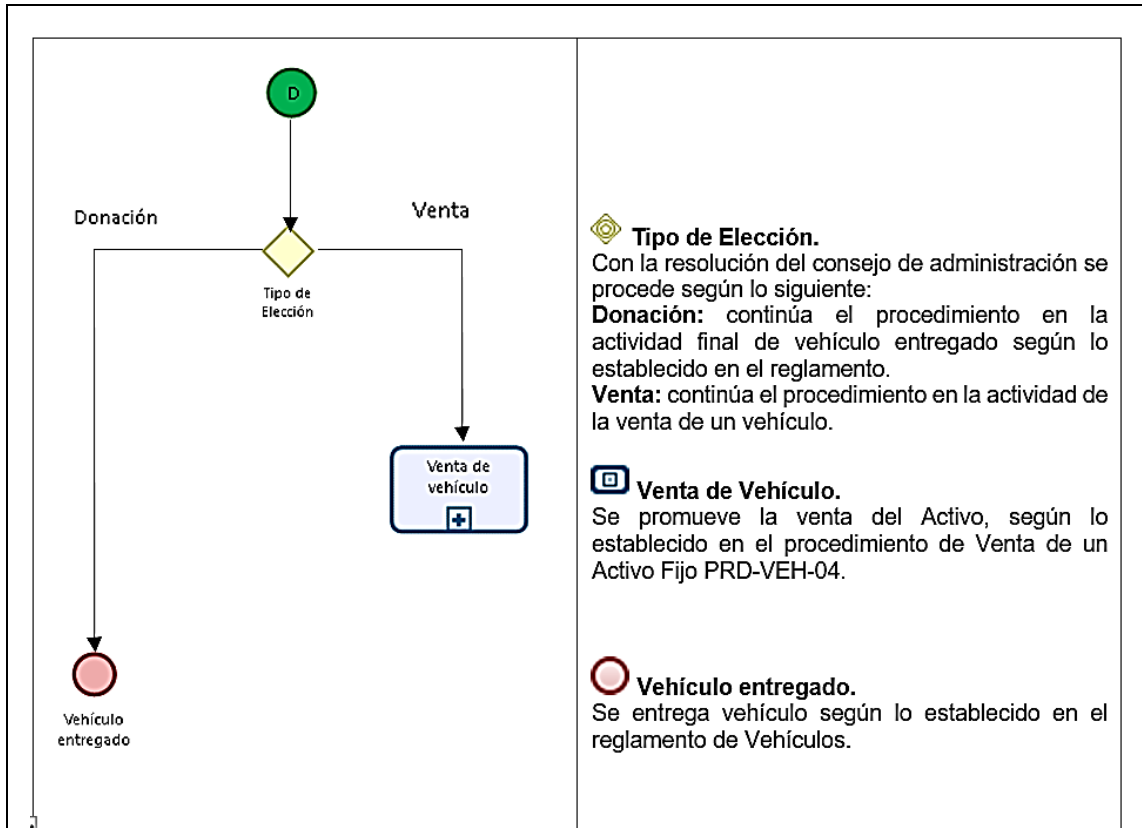 D
Donación
Venta
Tipo de
Elección
Venta de
vehículo
Vehículo
entregado
Tipo de Elección.
Con la resolución del consejo de administración se
procede según lo siguiente:
Donación: continúa el procedimiento en la
actividad final de vehículo entregado según lo
establecido en el reglamento.
Venta: continúa el procedimiento en la actividad de
la venta de un vehículo.
Venta de Vehículo.
Se promueve la venta del Activo, según lo
establecido en el procedimiento de Venta de un
Activo Fijo PRD-VEH-04.
Vehículo entregado.
Se entrega vehículo según lo establecido en el
reglamento de Vehículos.